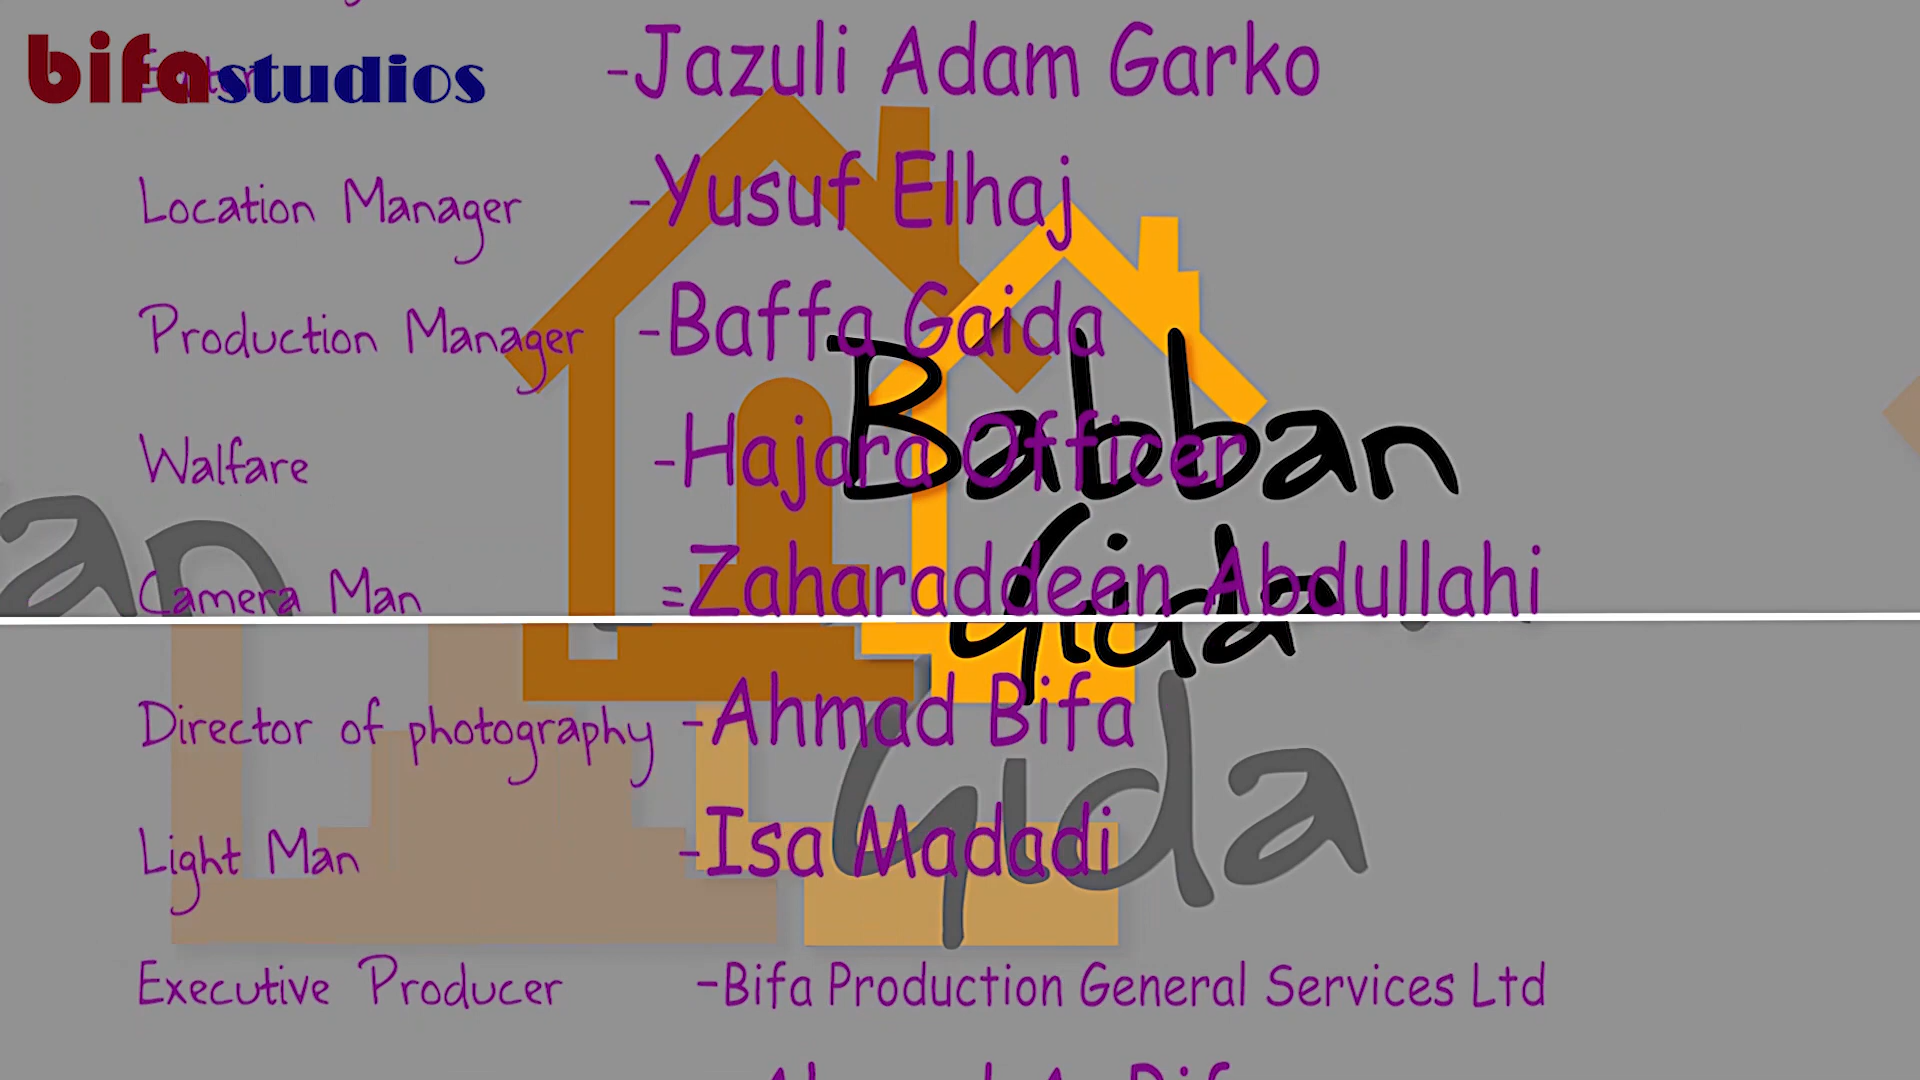 bifastudios
Editor -Jazuli Adam Garko
Location Manager -Yusuf Elhaj
Production Manager -Baffa Gaida
Babban
Walfare -Hajara Officer
an
Gida
Camera Man =Zaharaddeen Abdullahi
Director of photography -Ahmad Bifa
Gida
Light Man -Isa Madadi
Executive Producer -Bifa Production General Services Ltd